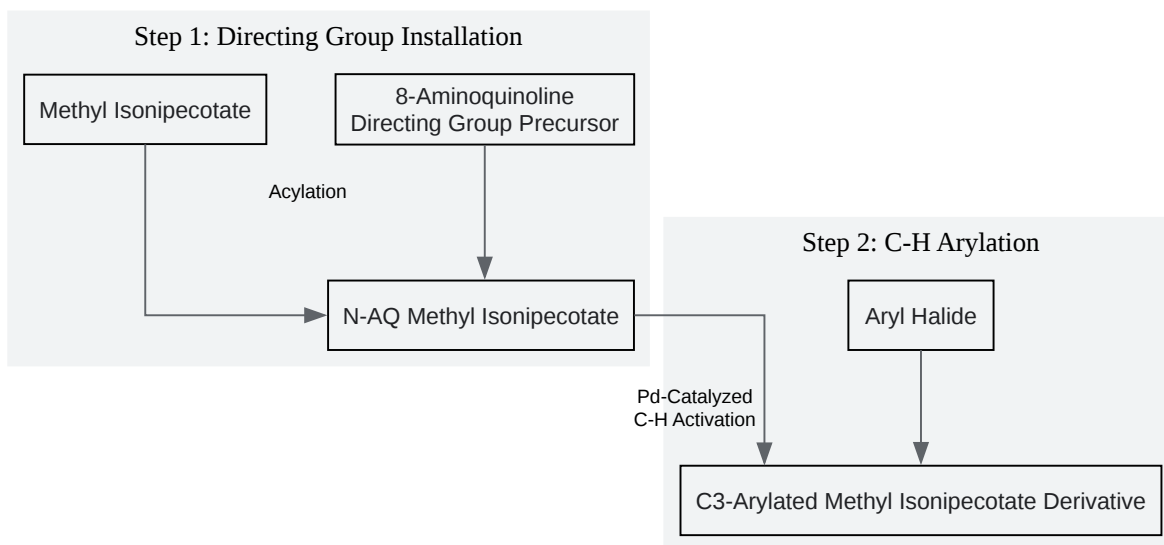 Step 1: Directing Group Installation
Methyl Isonipecotate
8-Aminoquinoline
Directing Group Precursor
Acylation
N-AQ Methyl Isonipecotate
Step 2: C-H Arylation
Aryl Halide
Pd-Catalyzed
C-H Activation
C3-Arylated Methyl Isonipecotate Derivative